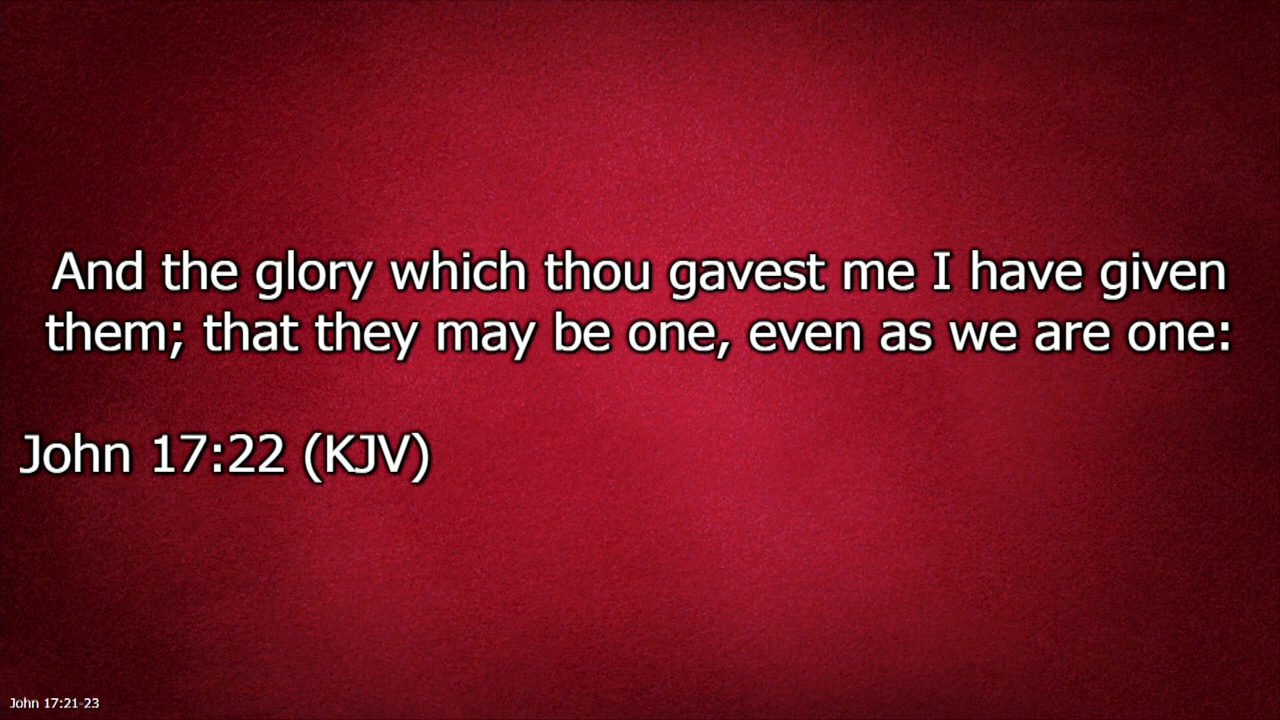 And the glory which thou gavest me I have given
them; that they may be one, even as we are one:
John 17:22 (KJV)
John 17:21-23